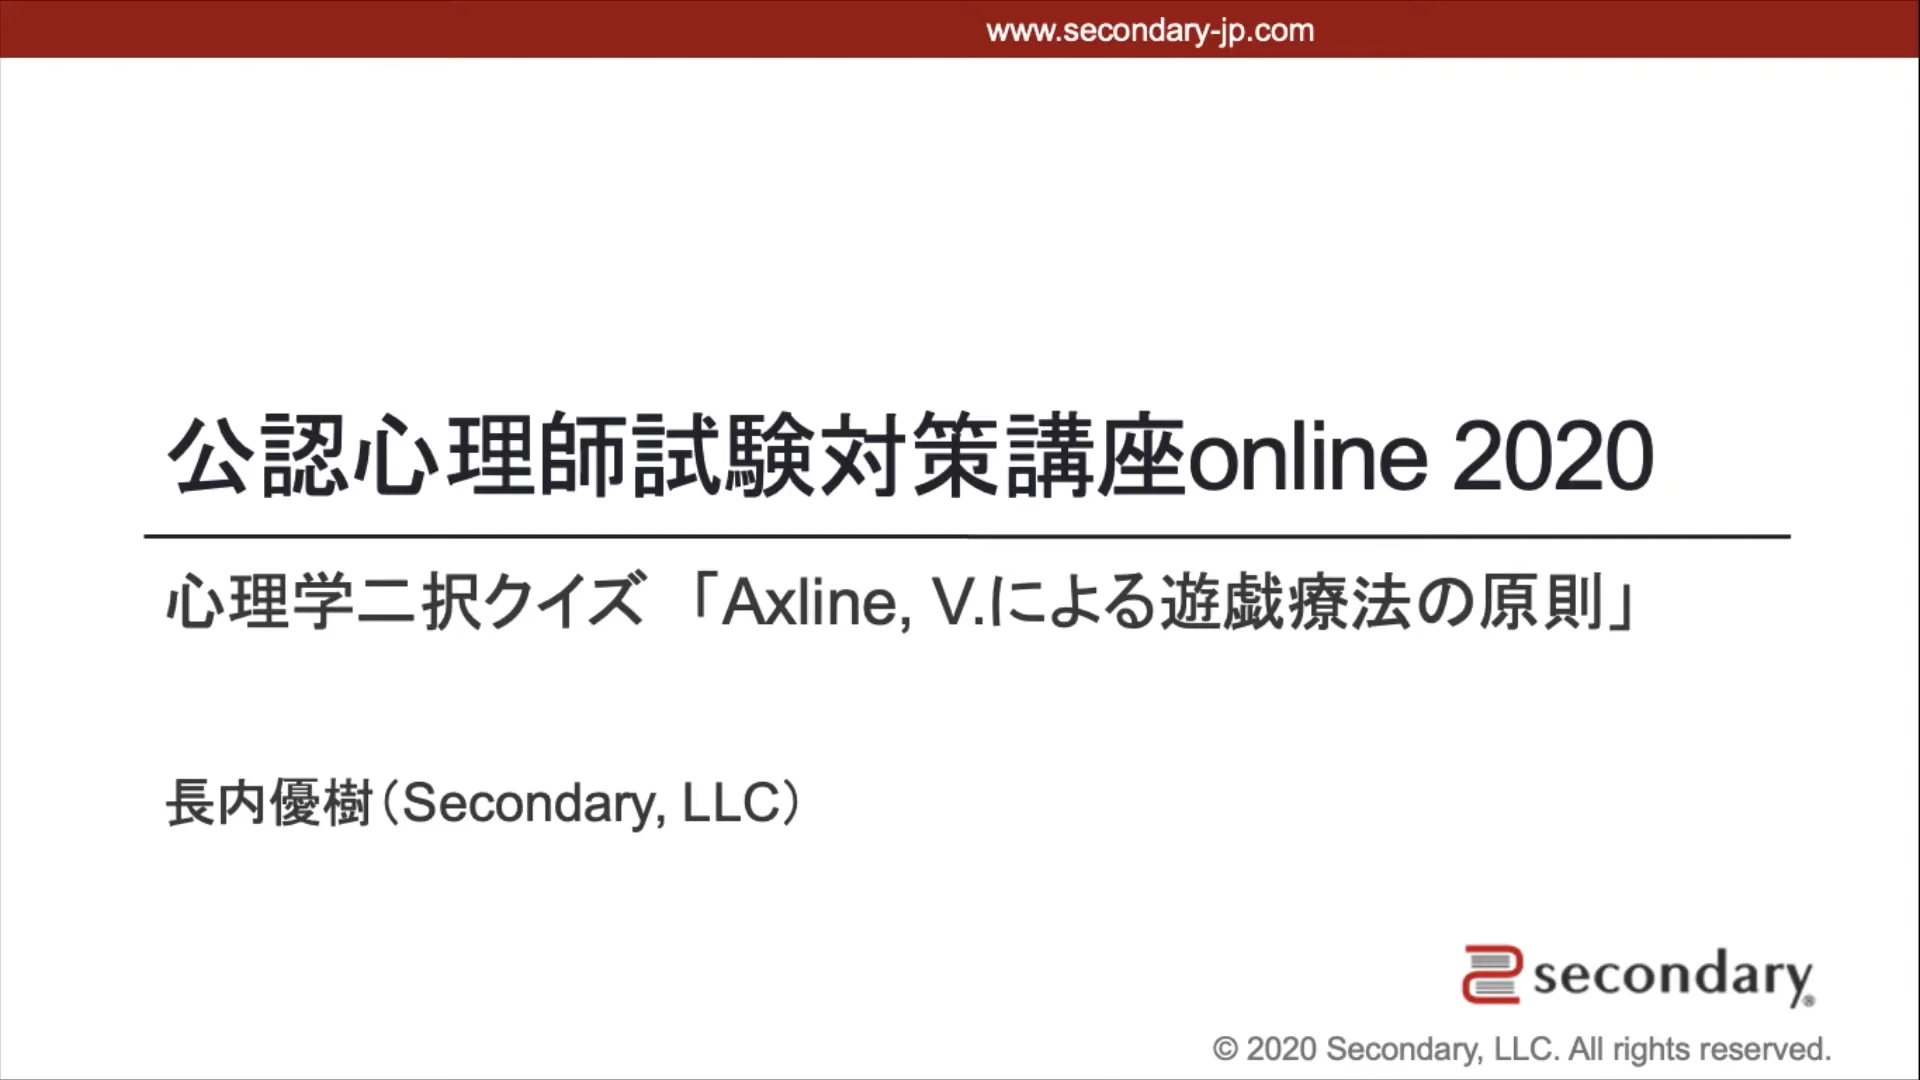 www.secondary-jp.com
公認心理師試験対策講座online 2020
心理学二択クイズ 「Axline, V.による遊戯療法の原則」
長内優樹（Secondary, LLC）
secondary®
© 2020 Secondary, LLC. All rights reserved.